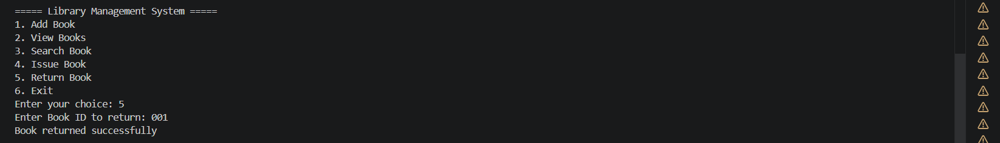 ===== Library Management System =====
1. Add Book
2. View Books
3. Search Book
4. Issue Book
5. Return Book
6. Exit
Enter your choice: 5
Enter Book ID to return: 001
Book returned successfully